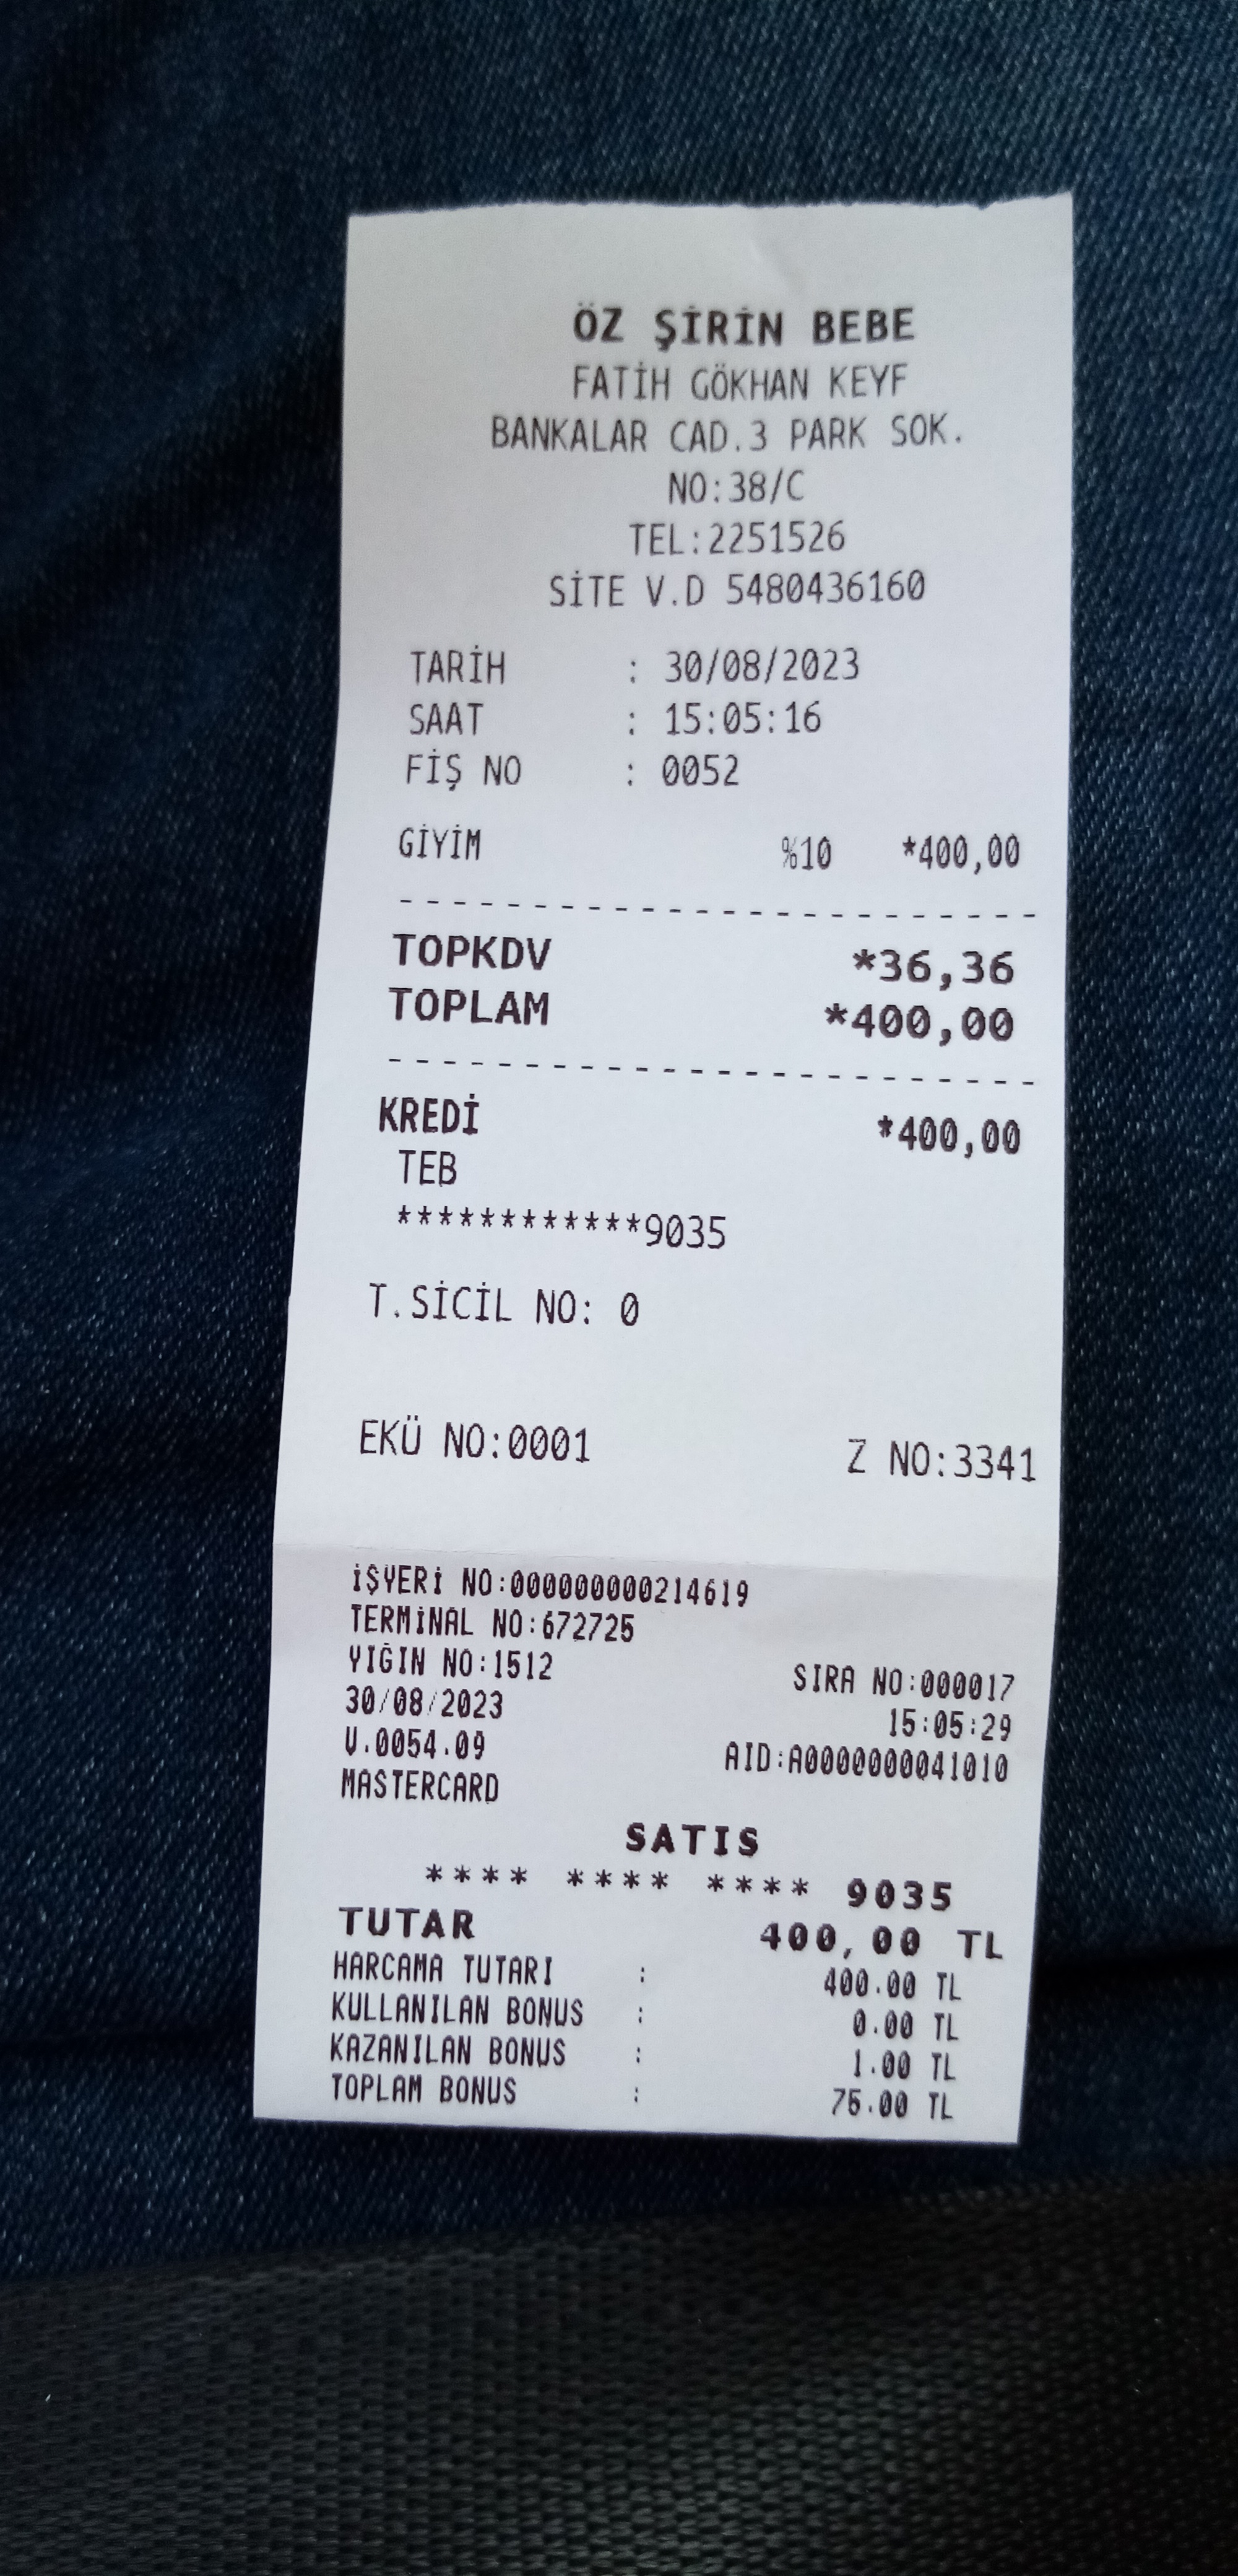 ÖZ ŞİRİN BEBE
FATİH GÖKHAN KEYF
BANKALAR CAD.3 PARK SOK.
NO:38/C
TEL:2251526
SİTE V.D 5480436160
TARİH : 30/08/2023
SAAT : 15:05:16
FİŞ NO : 0052
GİYİM %10 *400,00
------------------------
TOPKDV *36,36
TOPLAM *400,00
------------------------
KREDİ *400,00
TEB
************9035
T.SİCİL NO: 0
EKÜ NO:0001 Z NO:3341
İŞYERİ NO:000000000214619
TERMİNAL NO:672725
YIĞIN NO:1512 SIRA NO:000017
30/08/2023 15:05:29
V.0054.09 AID:A0000000041010
MASTERCARD
SATIS
**** **** **** 9035
TUTAR 400,00 TL
HARCAMA TUTARI : 400.00 TL
KULLANILAN BONUS : 0.00 TL
KAZANILAN BONUS : 1.00 TL
TOPLAM BONUS : 75.00 TL